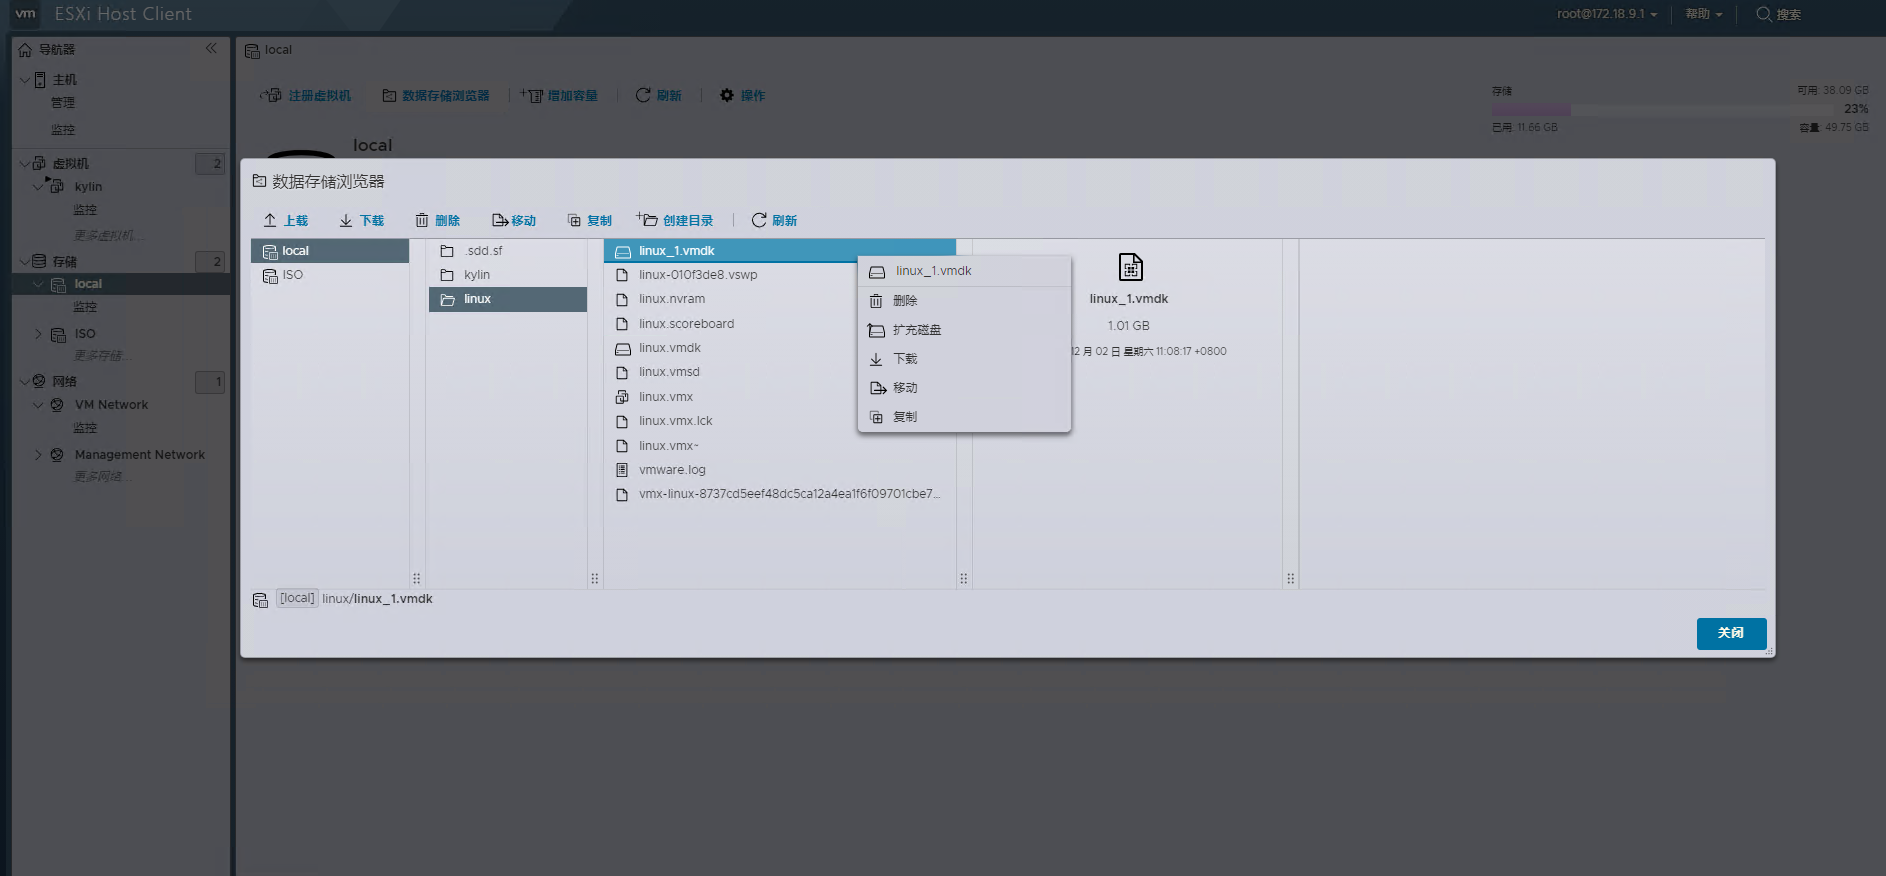 vm ESXi Host Client
root@172.18.9.1
帮助
搜索
导航器
主机
管理
监控
虚拟机 2
kylin
监控
更多虚拟机...
存储 2
local
监控
ISO
更多存储...
网络 1
VM Network
监控
Management Network
更多网络...
local
注册虚拟机
数据存储浏览器
增加容量
刷新
操作
存储
可用: 38.09 GB
23%
已用: 11.66 GB
容量: 49.75 GB
local
数据存储浏览器
上载
下载
删除
移动
复制
创建目录
刷新
local
ISO
.sdd.sf
kylin
linux
linux_1.vmdk
linux-010f3de8.vswp
linux.nvram
linux.scoreboard
linux.vmdk
linux.vmsd
linux.vmx
linux.vmx.lck
linux.vmx~
vmware.log
vmx-linux-8737cd5eef48dc5ca12a4ea1f6f09701cbe7...
linux_1.vmdk
删除
扩充磁盘
下载
移动
复制
linux_1.vmdk
1.01 GB
12 月 02 日 星期六 11:08:17 +0800
[local] linux/linux_1.vmdk
关闭